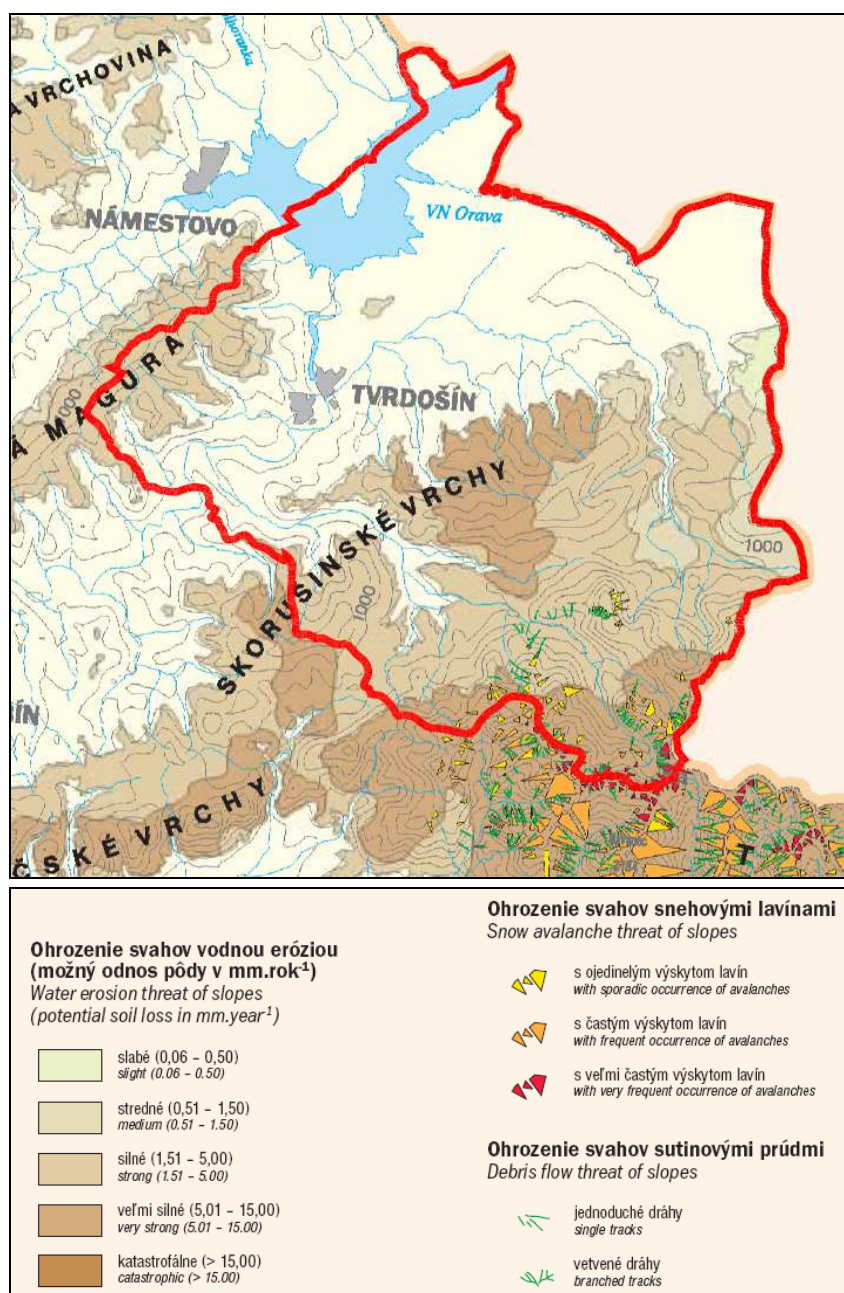 lhoranka
A VRCHOVINA
NÁMESTOVO
VN Orava
Á MAGURA
1000
TVRDOŠÍN
SKORUŠINSKÉ VRCHY
1000
1000
ÍN
ČSKÉ VRCHY
T
Ohrozenie svahov vodnou eróziou
(možný odnos pôdy v mm.rok⁻¹)
Water erosion threat of slopes
(potential soil loss in mm.year¹)
slabé (0,06 – 0,50)
slight (0.06 – 0.50)
stredné (0,51 – 1,50)
medium (0.51 – 1.50)
silné (1,51 – 5,00)
strong (1.51 – 5.00)
veľmi silné (5,01 – 15,00)
very strong (5.01 – 15.00)
katastrofálne (> 15,00)
catastrophic (> 15.00)
Ohrozenie svahov snehovými lavínami
Snow avalanche threat of slopes
s ojedinelým výskytom lavín
with sporadic occurrence of avalanches
s častým výskytom lavín
with frequent occurrence of avalanches
s veľmi častým výskytom lavín
with very frequent occurrence of avalanches
Ohrozenie svahov sutinovými prúdmi
Debris flow threat of slopes
jednoduché dráhy
single tracks
vetvené dráhy
branched tracks